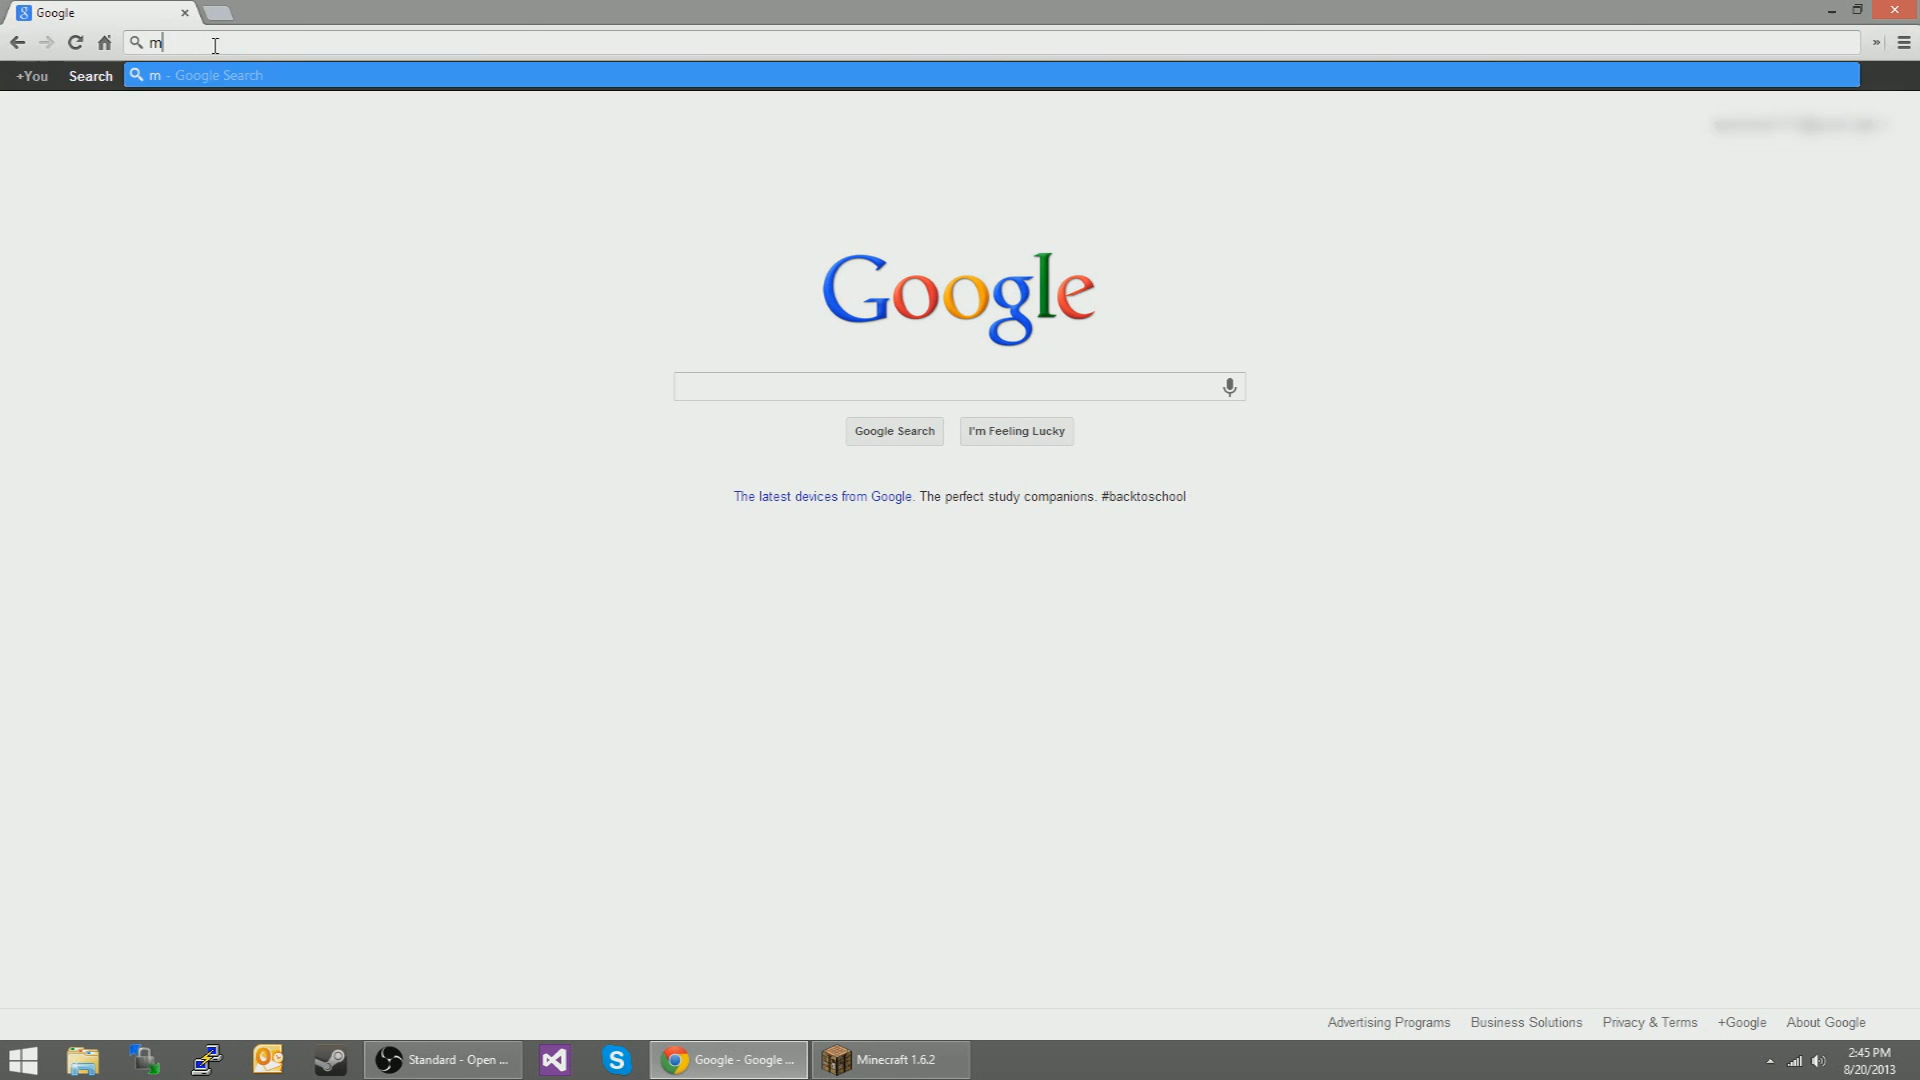 Google
m
+You Search m - Google Search
Google
Google Search I'm Feeling Lucky
The latest devices from Google. The perfect study companions. #backtoschool
Advertising Programs Business Solutions Privacy & Terms +Google About Google
Standard - Open ... Google - Google ... Minecraft 1.6.2 2:45 PM
8/20/2013